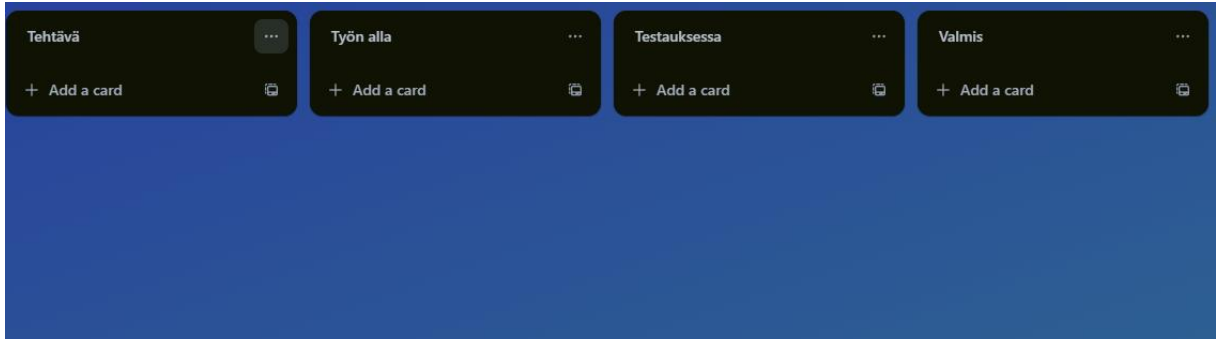 Tehtävä
Työn alla
Testauksessa
Valmis
Add a card
Add a card
Add a card
Add a card